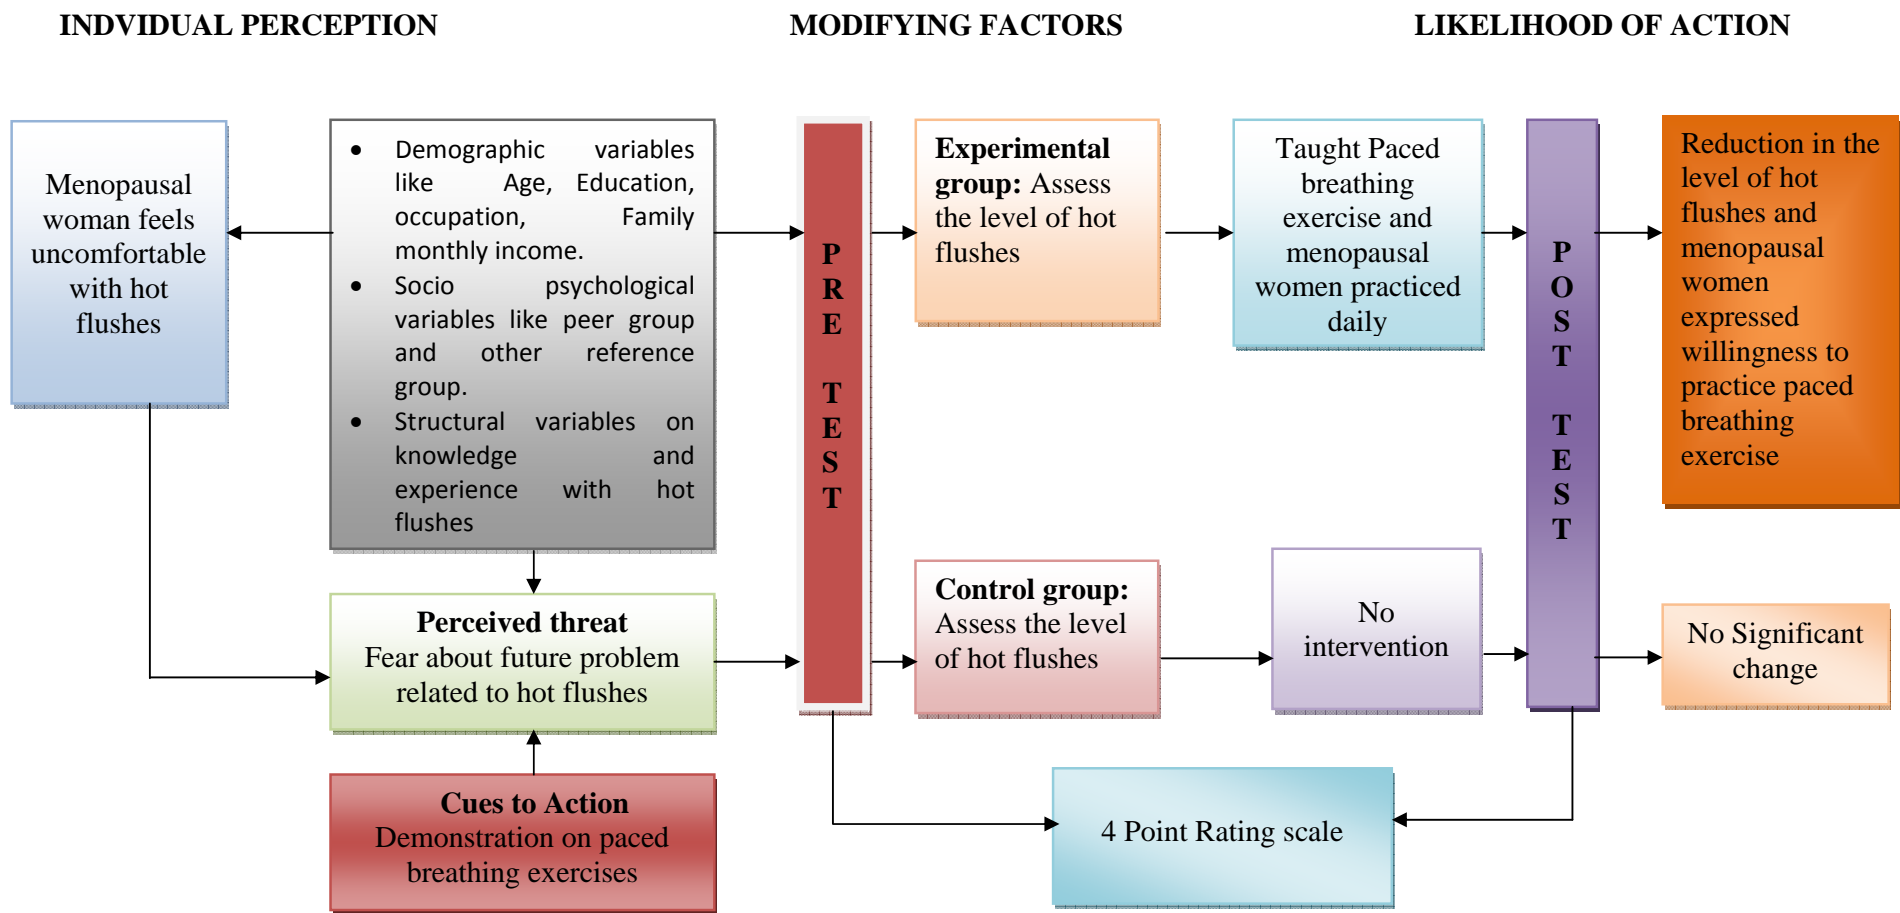 INDVIDUAL PERCEPTION
MODIFYING FACTORS
LIKELIHOOD OF ACTION
Menopausal
woman feels
uncomfortable
with hot
flushes
• Demographic variables
like Age, Education,
occupation, Family
monthly income.
• Socio psychological
variables like peer group
and other reference
group.
• Structural variables on
knowledge and
experience with hot
flushes
Perceived threat
Fear about future problem
related to hot flushes
Cues to Action
Demonstration on paced
breathing exercises
P
R
E
T
E
S
T
Experimental
group: Assess
the level of hot
flushes
Control group:
Assess the level
of hot flushes
Taught Paced
breathing
exercise and
menopausal
women practiced
daily
No
intervention
4 Point Rating scale
P
O
S
T
T
E
S
T
Reduction in the
level of hot
flushes and
menopausal
women
expressed
willingness to
practice paced
breathing
exercise
No Significant
change